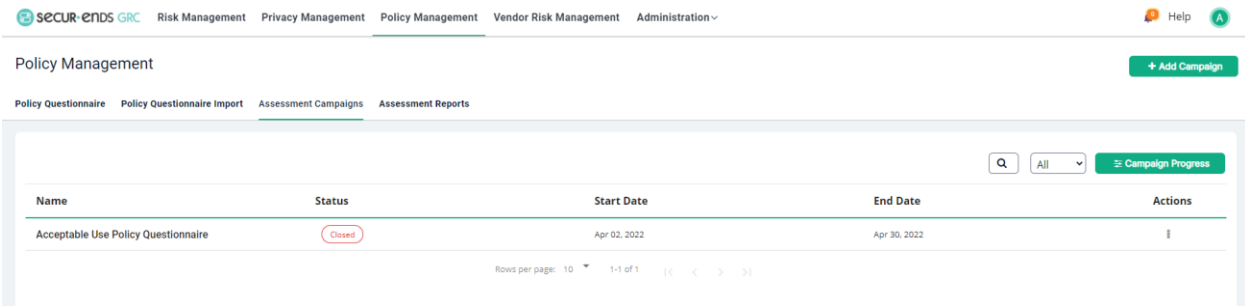 SECUR·ENDS GRC Risk Management Privacy Management Policy Management Vendor Risk Management Administration 0 Help A
Policy Management + Add Campaign
Policy Questionnaire Policy Questionnaire Import Assessment Campaigns Assessment Reports
All Campaign Progress
Name Status Start Date End Date Actions
Acceptable Use Policy Questionnaire Closed Apr 02, 2022 Apr 30, 2022
Rows per page: 10 1-1 of 1